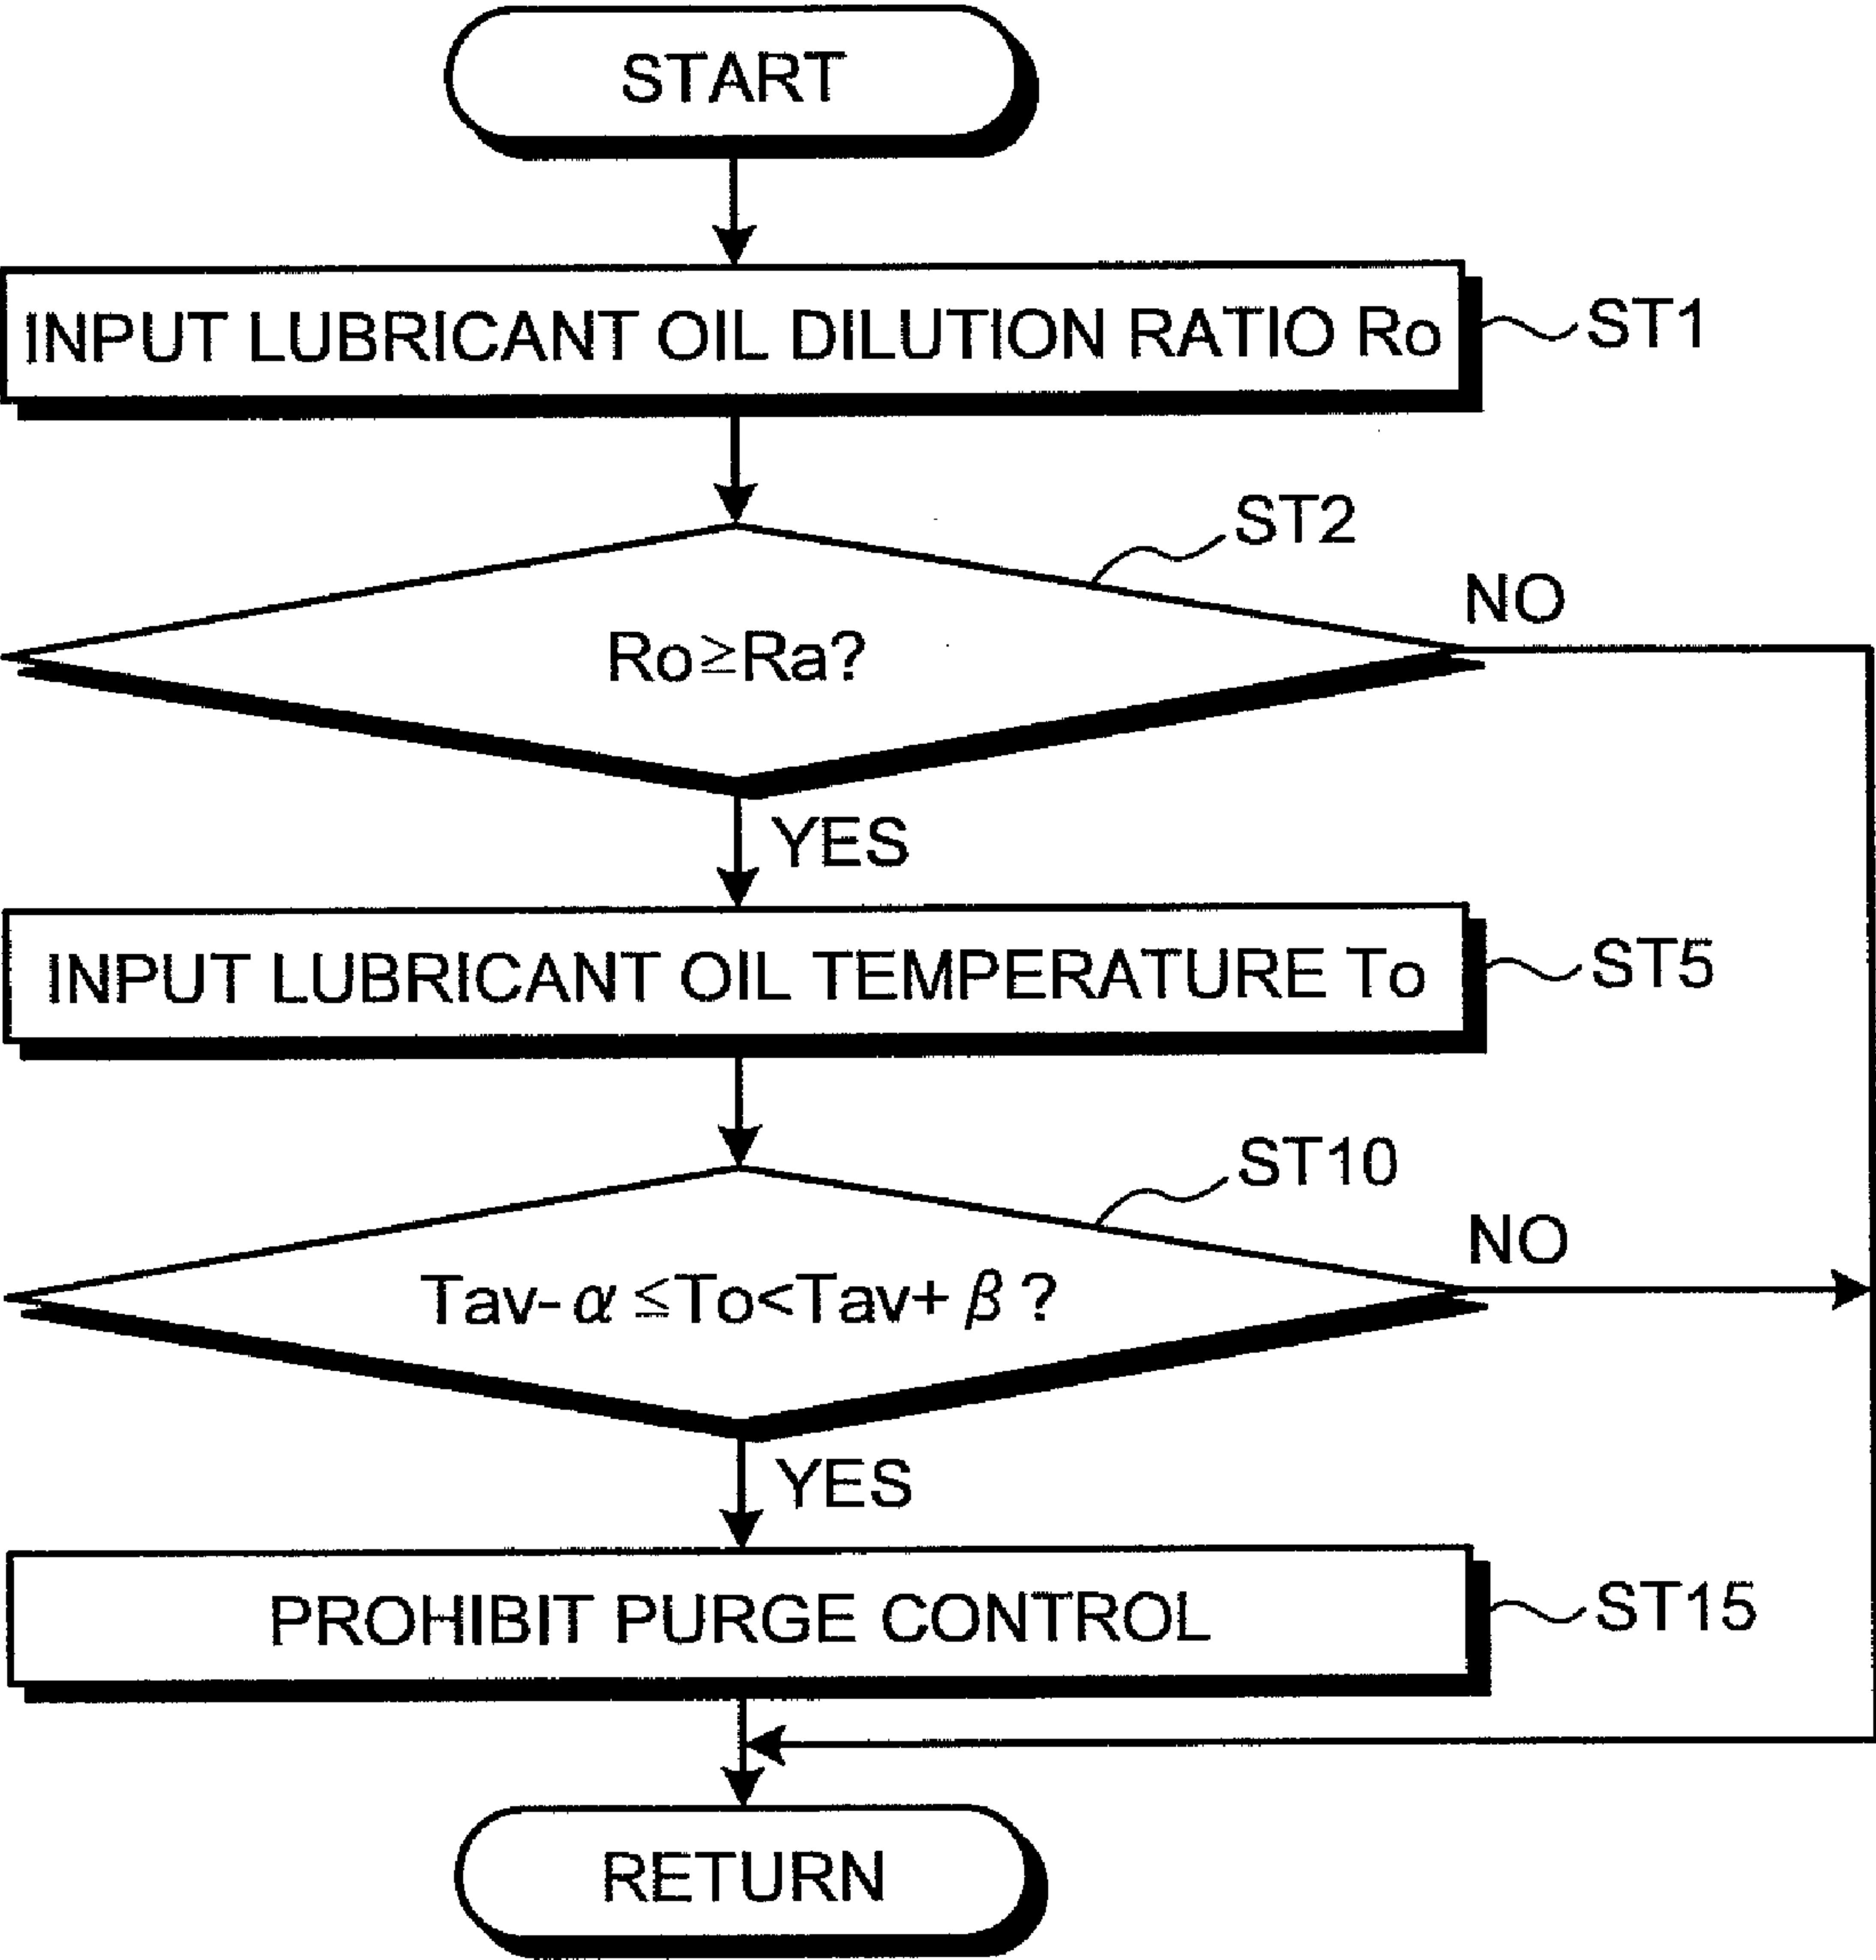 START
INPUT LUBRICANT OIL DILUTION RATIO Ro
ST1
ST2
NO
Ro≥Ra?
YES
INPUT LUBRICANT OIL TEMPERATURE To
ST5
ST10
NO
Tav-α≤To<Tav+β?
YES
PROHIBIT PURGE CONTROL
ST15
RETURN